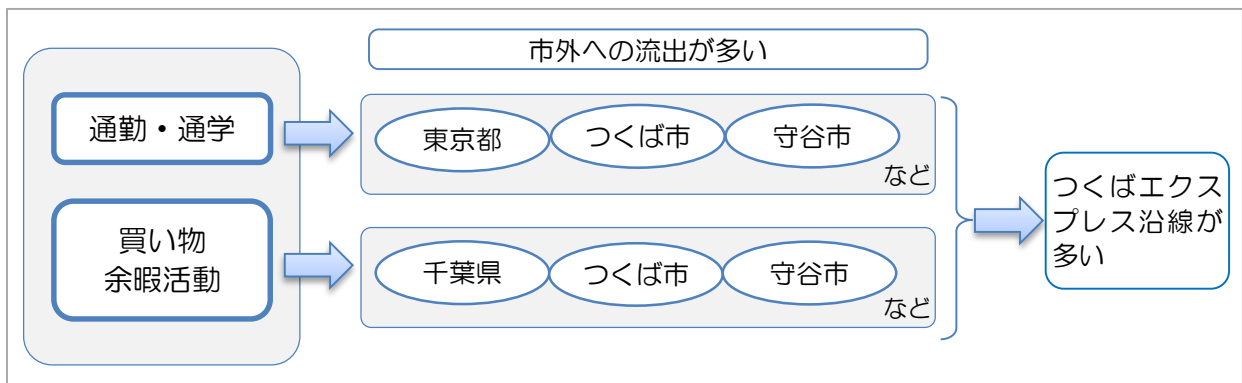 市外への流出が多い
通勤・通学
東京都
つくば市
守谷市
など
買い物
余暇活動
千葉県
つくば市
守谷市
など
つくばエクス
プレス沿線が
多い